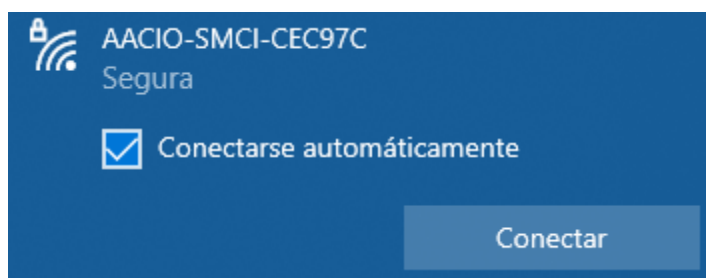 AACIO-SMCI-CEC97C
Segura
Conectarse automáticamente
Conectar